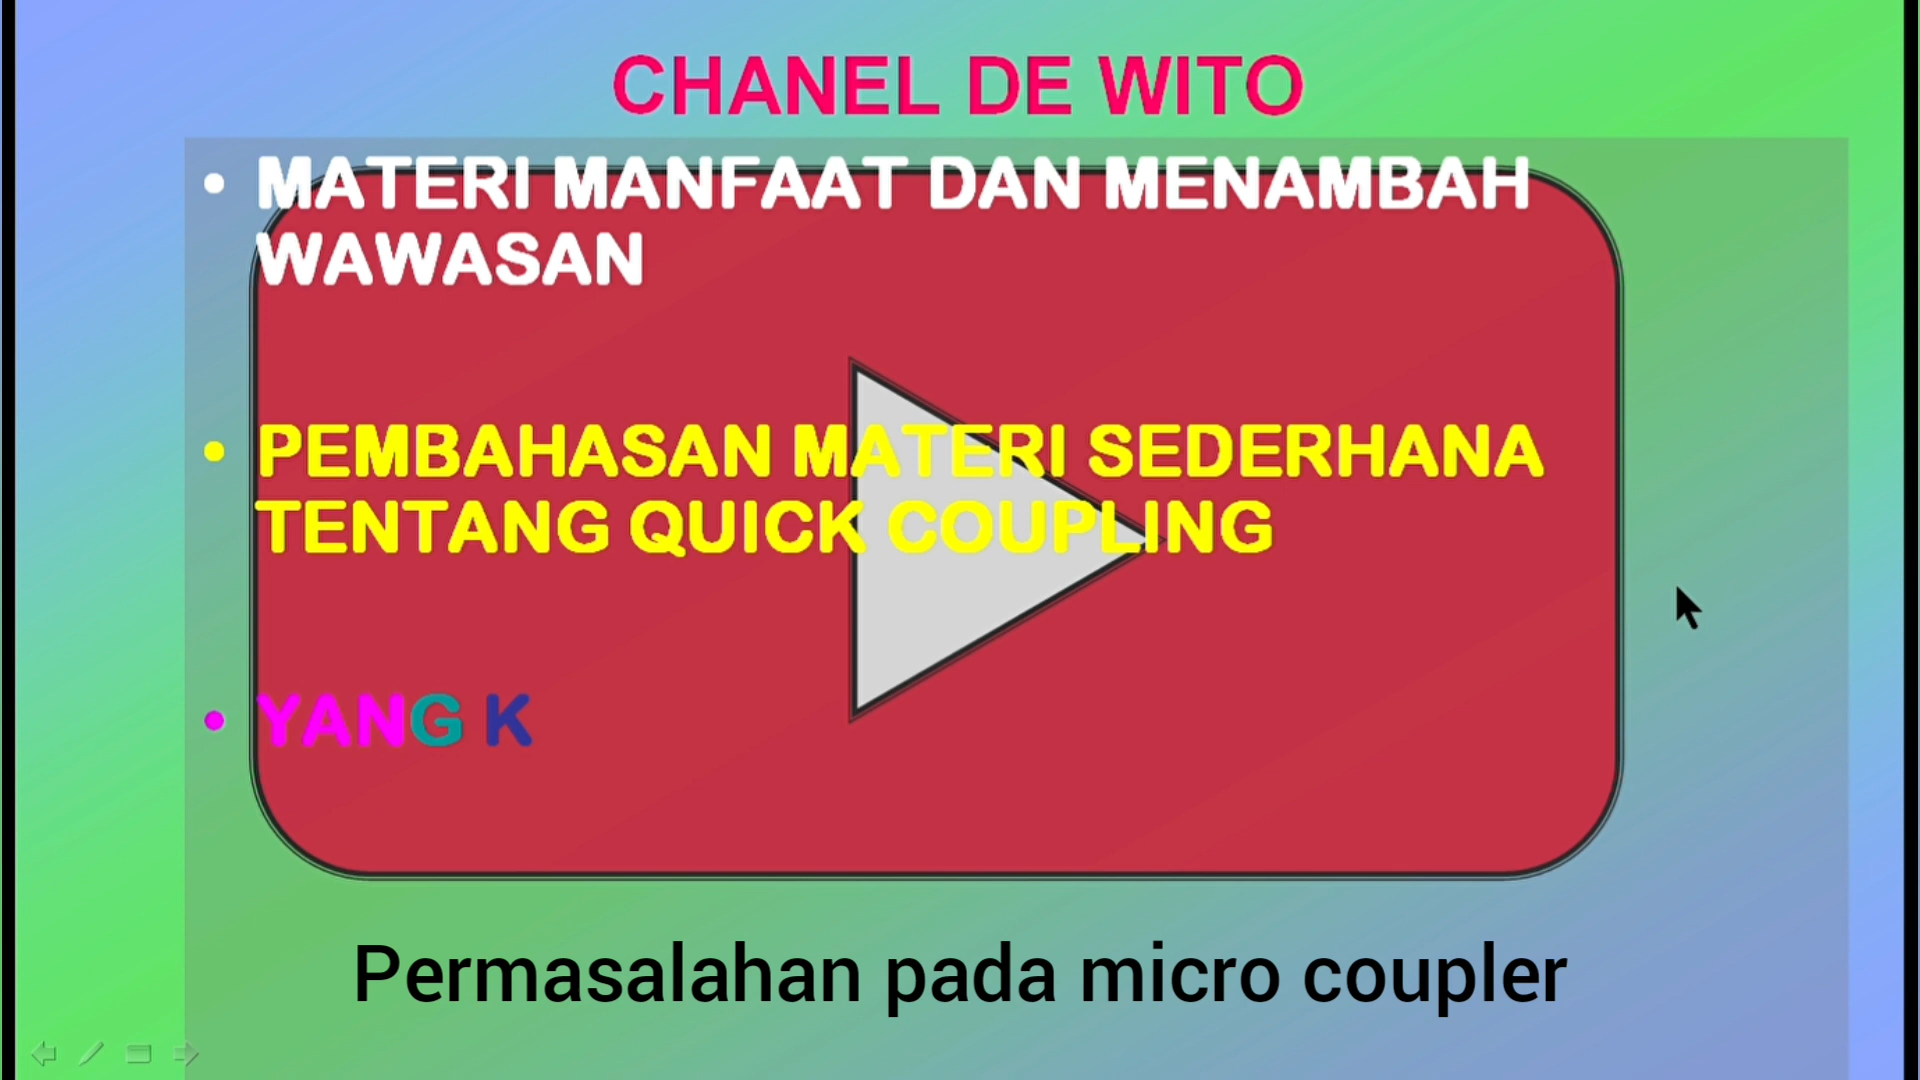 CHANEL DE WITO
• MATERI MANFAAT DAN MENAMBAH
WAWASAN
• PEMBAHASAN MATERI SEDERHANA
TENTANG QUICK COUPLING
• YANG K
Permasalahan pada micro coupler